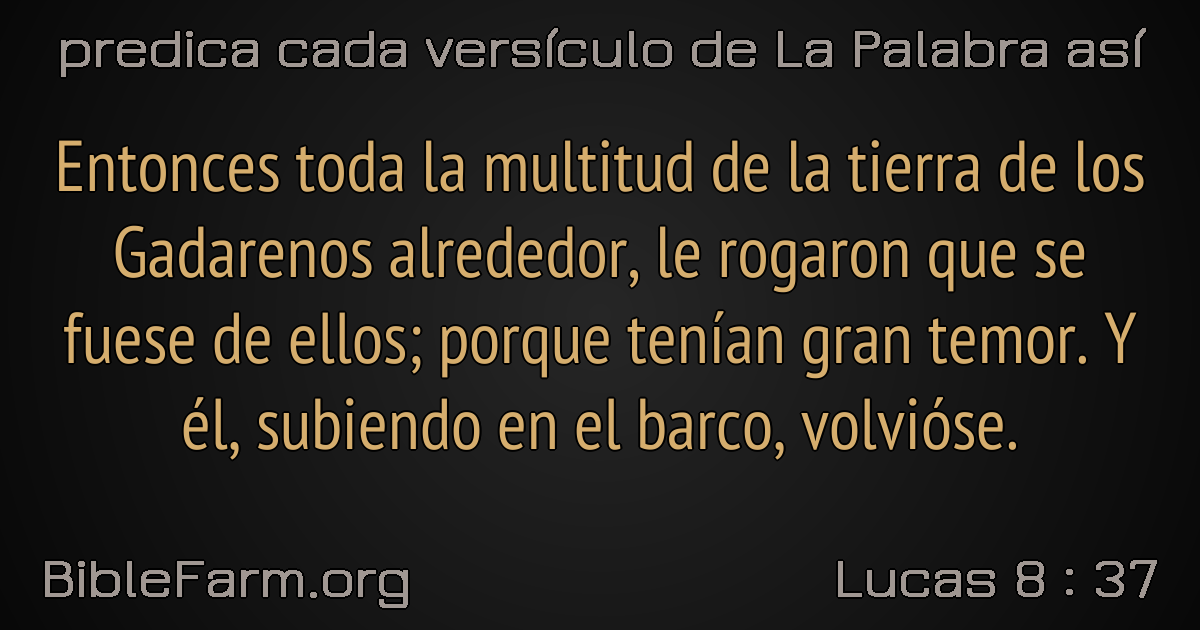 predica cada versículo de La Palabra así
Entonces toda la multitud de la tierra de los
Gadarenos alrededor, le rogaron que se
fuese de ellos; porque tenían gran temor. Y
él, subiendo en el barco, volvióse.
BibleFarm.org
Lucas 8 : 37